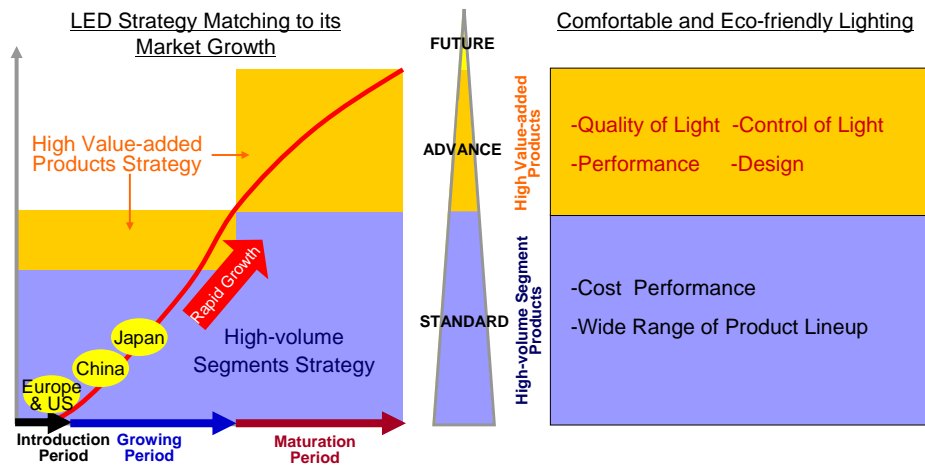 LED Strategy Matching to its
Market Growth
High Value-added
Products Strategy
Rapid Growth
Japan
China
Europe
& US
High-volume
Segments Strategy
Introduction
Period
Growing
Period
Maturation
Period
FUTURE
ADVANCE
STANDARD
Comfortable and Eco-friendly Lighting
High Value-added
Products
-Quality of Light -Control of Light
-Performance -Design
High-volume Segment
Products
-Cost Performance
-Wide Range of Product Lineup